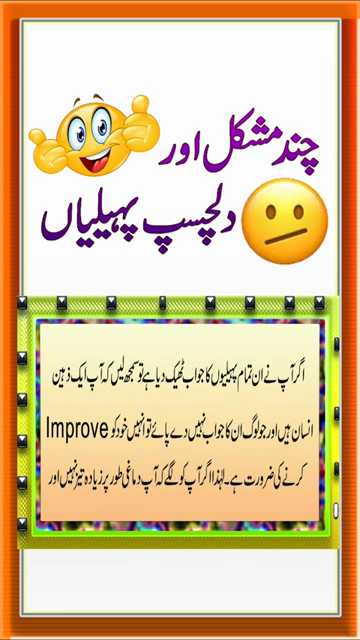 چند مشکل اور
دلچسپ پہیلیاں
اگر آپ نے ان تمام پہیلیوں کا جواب ٹھیک دیا ہے تو سمجھ لیں کہ آپ ایک ذہین
انسان ہیں اور جو لوگ ان کا جواب نہیں دے پائے تو انہیں خود کو Improve
کرنے کی ضرورت ہے۔ لہٰذا اگر آپ کو لگے کہ آپ دماغی طور پر زیادہ تیز نہیں اور